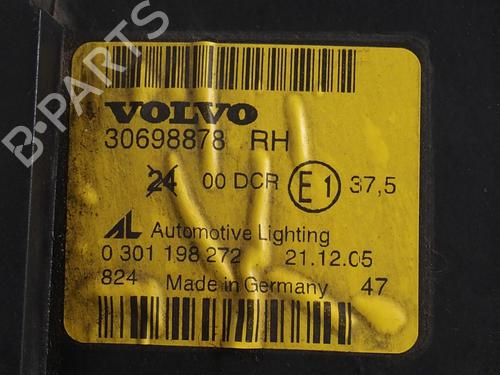 VOLVO
30698878 RH
24 00 DCR E1 37,5
AL Automotive Lighting
0 301 198 272 21.12.05
824 Made in Germany 47
B-PARTS